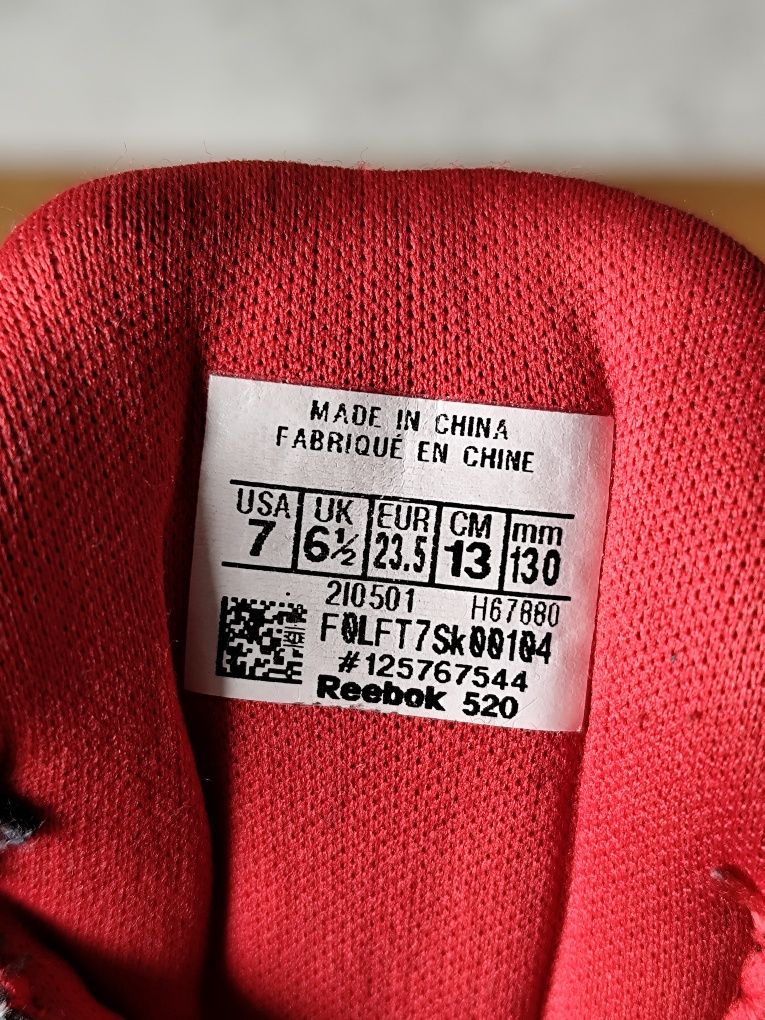 MADE IN CHINA
FABRIQUÉ EN CHINE
USA UK EUR CM mm
7 6½ 23.5 13 130
2I0501 H67880
F0LFT7Sk00104
#125767544
Reebok 520